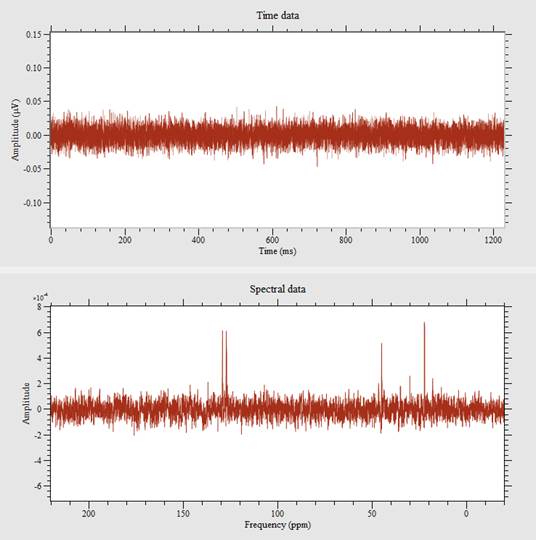 Time data
0.15
0.10
0.05
0.00
-0.05
-0.10
Amplitude (µV)
0 200 400 600 800 1000 1200
Time (ms)
Spectral data
×10⁻⁴
8
6
4
2
0
-2
-4
-6
Amplitude
200 150 100 50 0
Frequency (ppm)